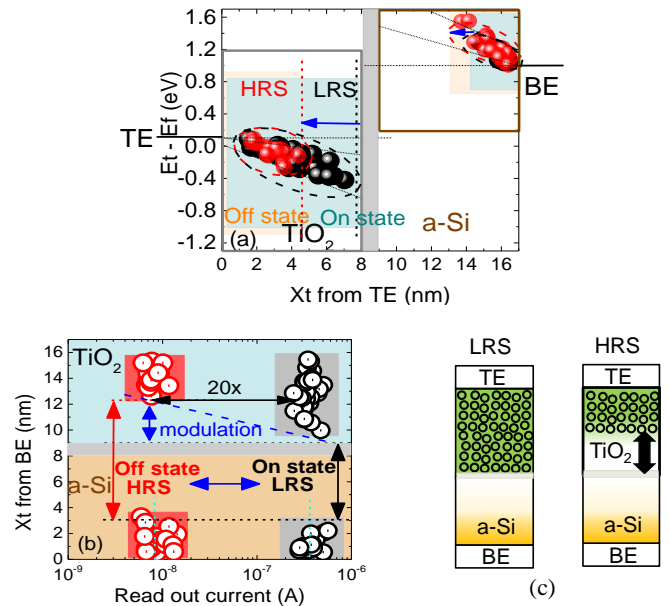 1.6
1.2
0.8
0.4
0.0
-0.4
-0.8
-1.2
Et - Ef (eV)
HRS
LRS
TE
BE
Off state
On state
(a)
TiO2
a-Si
0 2 4 6 8 10 12 14 16
Xt from TE (nm)
16
14
12
10
8
6
4
2
0
Xt from BE (nm)
TiO2
20x
modulation
Off state
On state
a-Si
HRS
LRS
(b)
10-9 10-8 10-7 10-6
Read out current (A)
LRS
HRS
TE
TE
TiO2
a-Si
a-Si
BE
BE
(c)